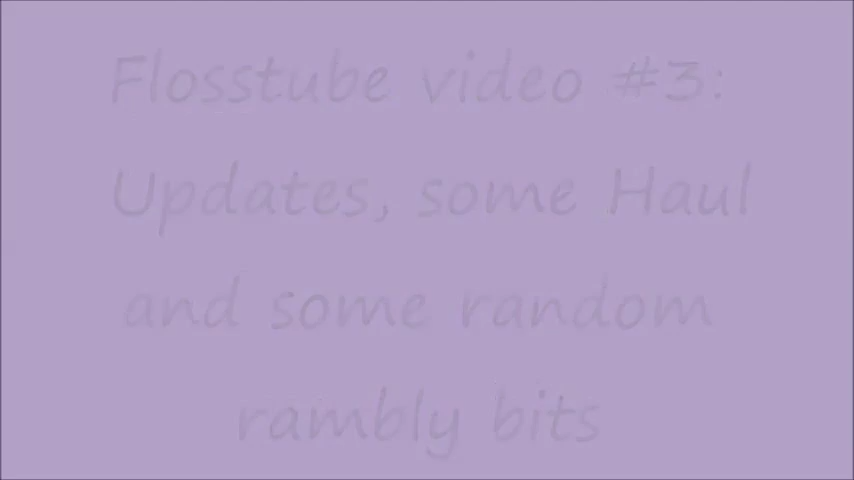 Flosstube video #3:
Updates, some Haul
and some random
rambly bits